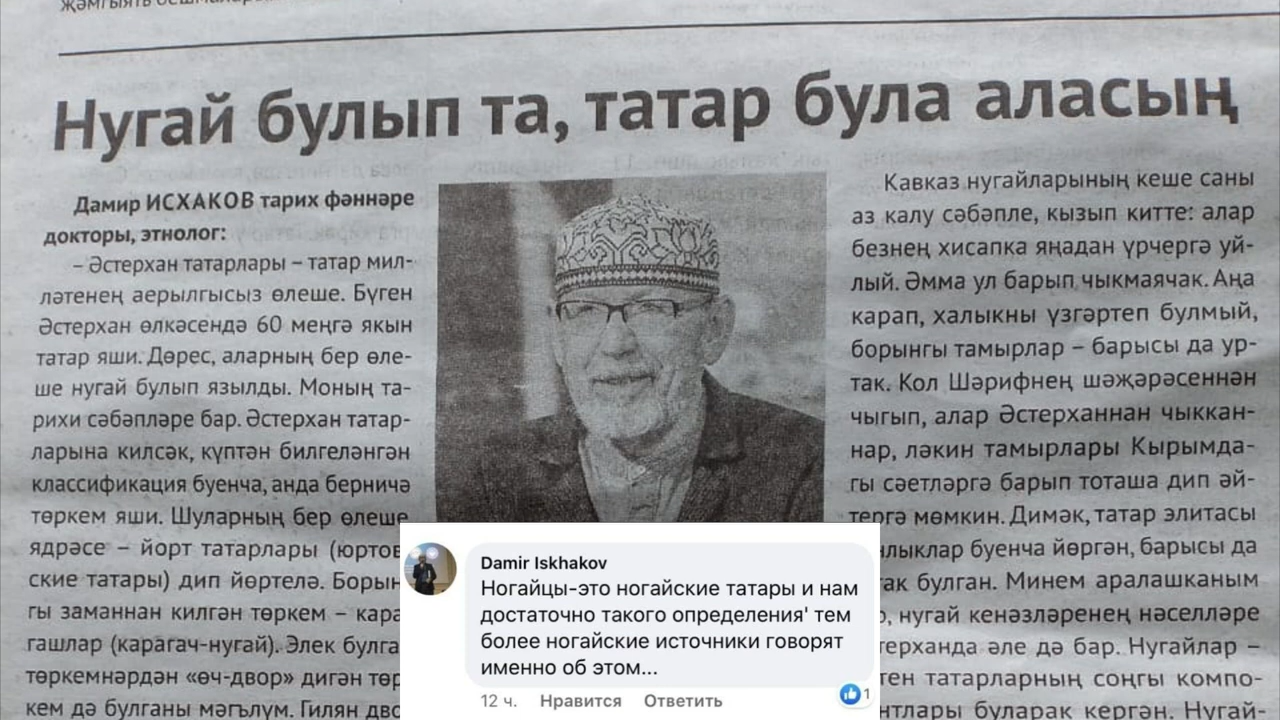 Нугай булып та, татар була аласың
Дамир ИСХАКОВ тарих фәннәре
докторы, этнолог:
– Әстерхан татарлары – татар мил-
ләтенең аерылгысыз өлеше. Бүген
Әстерхан өлкәсендә 60 меңгә якын
татар яши. Дөрес, аларның бер өле-
ше нугай булып язылды. Моның та-
рихи сәбәпләре бар. Әстерхан татар-
ларына килсәк, күптән билгеләнгән
классификация буенча, анда берничә
төркем яши. Шуларның бер өлеше,
ядрәсе – йорт татарлары (юртов
ские татары) дип йөртелә. Борын
гы заманнан килгән төркем – кара
гашлар (карагач-нугай). Элек булга
төркемнәрдән «өч-двор» дигән төр
кем дә булганы мәгълүм. Гилян дво
Кавказ нугайларының кеше саны
аз калу сәбәпле, кызып китте: алар
безнең хисапка яңадан үрчергә уй-
лый. Әмма ул барып чыкмаячак. Аңа
карап, халыкны үзгәртеп булмый,
борынгы тамырлар – барысы да ур-
так. Кол Шәрифнең шәҗәрәсеннән
чыгып, алар Әстерханнан чыккан-
нар, ләкин тамырлары Кырымда-
гы сәетләргә барып тоташа дип әй-
тергә мөмкин. Димәк, татар элитасы
нлыклар буенча йөргән, барысы да
так булган. Минем аралашканым
о, нугай кенәзләренең нәселләре
терханда әле дә бар. Нугайлар –
тен татарларның соңгы компо-
нтлары буларак кергән. Нугай-
Damir Iskhakov
Ногайцы-это ногайские татары и нам
достаточно такого определения' тем
более ногайские источники говорят
именно об этом...
12 ч. Нравится Ответить 1